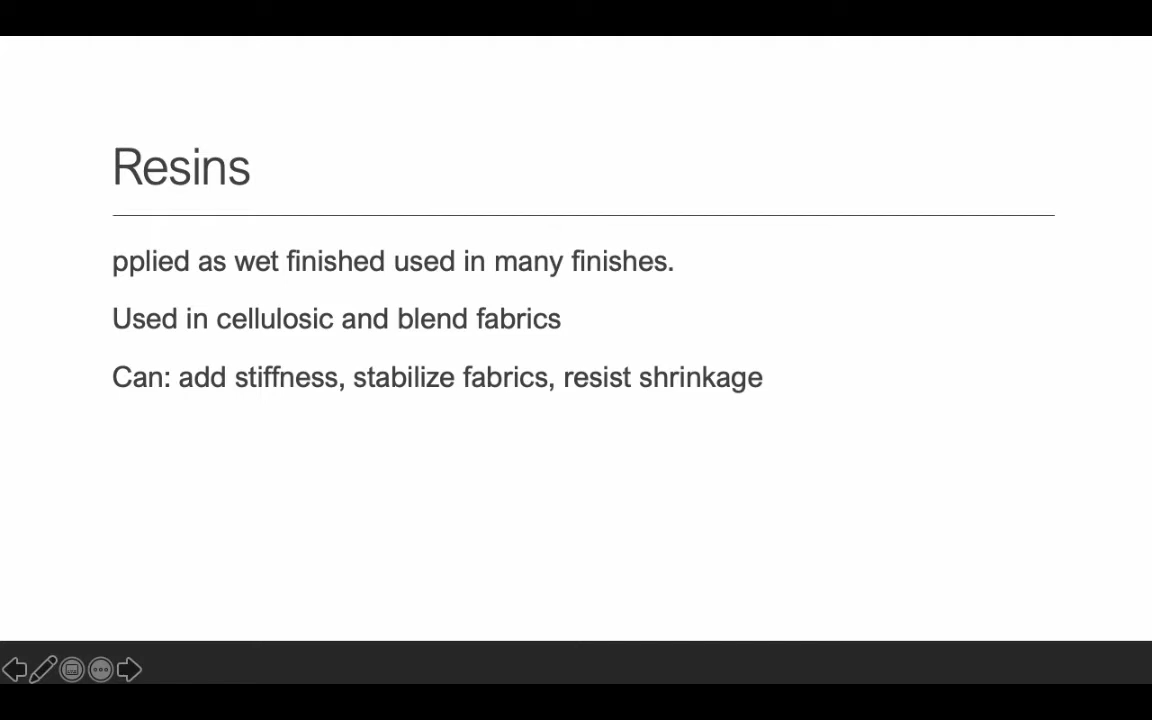 Resins
pplied as wet finished used in many finishes.
Used in cellulosic and blend fabrics
Can: add stiffness, stabilize fabrics, resist shrinkage